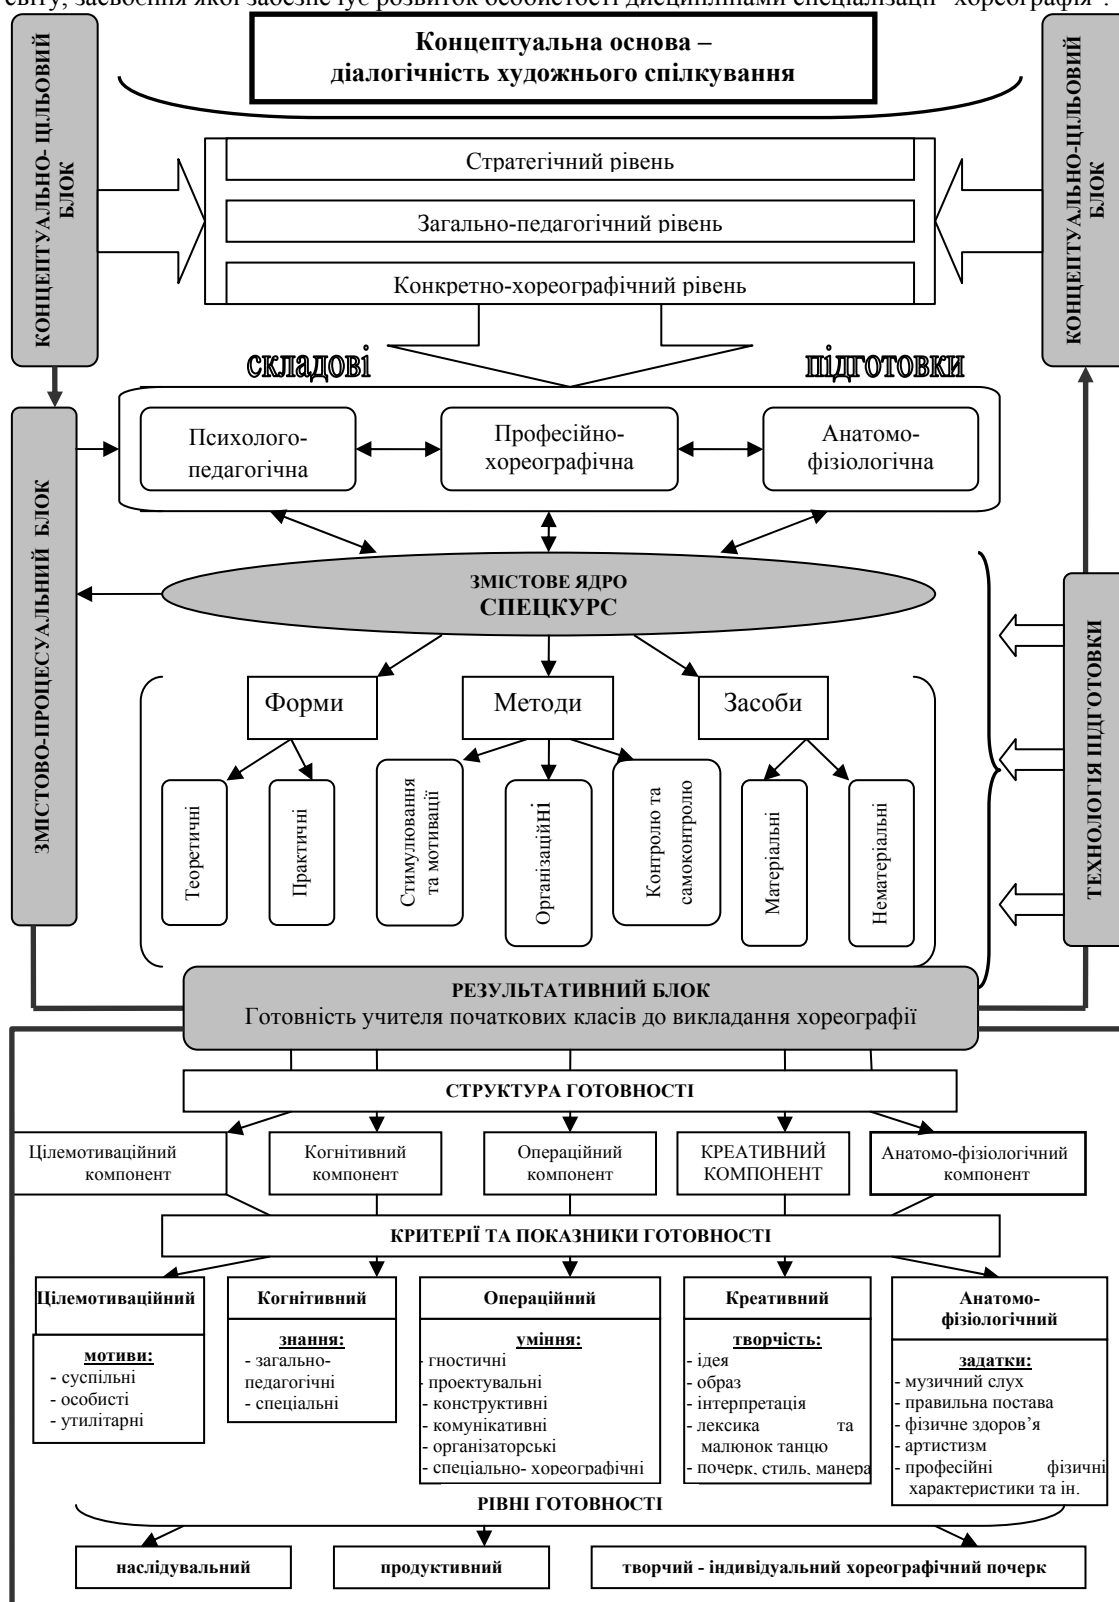 світу, засвоєння якої забезпечує розвиток особистості дисциплінами спеціалізації "хореографія".
Концептуальна основа –
діалогічність художнього спілкування
КОНЦЕПТУАЛЬНО- ЦІЛЬОВИЙ
БЛОК
КОНЦЕПТУАЛЬНО-ЦІЛЬОВИЙ
БЛОК
Стратегічний рівень
Загально-педагогічний рівень
Конкретно-хореографічний рівень
складові
підготовки
Психолого-
педагогічна
Професійно-
хореографічна
Анатомо-
фізіологічна
ЗМІСТОВО-ПРОЦЕСУАЛЬНИЙ БЛОК
ЗМІСТОВЕ ЯДРО
СПЕЦКУРС
ТЕХНОЛОГІЯ ПІДГОТОВКИ
Форми
Методи
Засоби
Теоретичні
Практичні
Стимулювання
та мотивації
Організаційні
Контролю та
самоконтролю
Матеріальні
Нематеріальні
РЕЗУЛЬТАТИВНИЙ БЛОК
Готовність учителя початкових класів до викладання хореографії
СТРУКТУРА ГОТОВНОСТІ
Цілемотиваційний
компонент
Когнітивний
компонент
Операційний
компонент
КРЕАТИВНИЙ
КОМПОНЕНТ
Анатомо-фізіологічний
компонент
КРИТЕРІЇ ТА ПОКАЗНИКИ ГОТОВНОСТІ
Цілемотиваційний
мотиви:
- суспільні
- особисті
- утилітарні
Когнітивний
знання:
- загально-
педагогічні
- спеціальні
Операційний
уміння:
- гностичні
- проектувальні
- конструктивні
- комунікативні
- організаторські
- спеціально- хореографічні
Креативний
творчість:
- ідея
- образ
- інтерпретація
- лексика та
малюнок танцю
- почерк, стиль, манера
Анатомо-
фізіологічний
задатки:
- музичний слух
- правильна постава
- фізичне здоров'я
- артистизм
- професійні фізичні
характеристики та ін.
РІВНІ ГОТОВНОСТІ
наслідувальний
продуктивний
творчий - індивідуальний хореографічний почерк